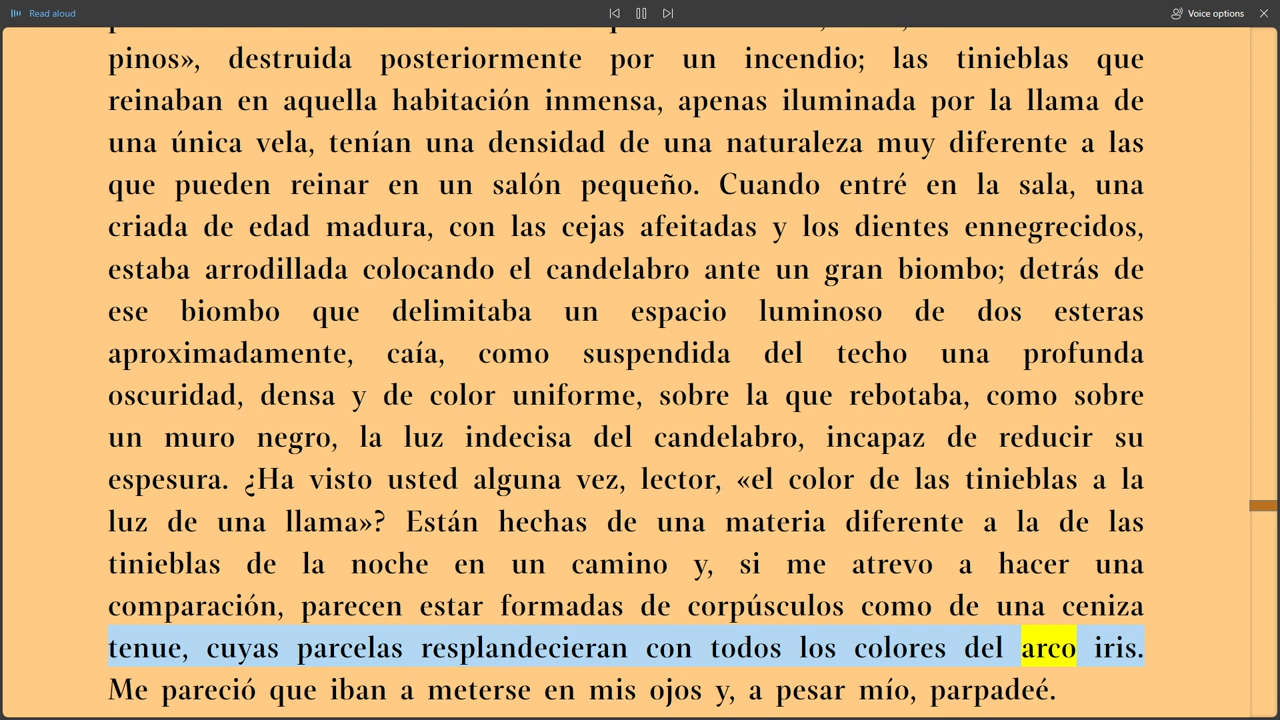 Read aloud
Voice options
pinos», destruida posteriormente por un incendio; las tinieblas que
reinaban en aquella habitación inmensa, apenas iluminada por la llama de
una única vela, tenían una densidad de una naturaleza muy diferente a las
que pueden reinar en un salón pequeño. Cuando entré en la sala, una
criada de edad madura, con las cejas afeitadas y los dientes ennegrecidos,
estaba arrodillada colocando el candelabro ante un gran biombo; detrás de
ese biombo que delimitaba un espacio luminoso de dos esteras
aproximadamente, caía, como suspendida del techo una profunda
oscuridad, densa y de color uniforme, sobre la que rebotaba, como sobre
un muro negro, la luz indecisa del candelabro, incapaz de reducir su
espesura. ¿Ha visto usted alguna vez, lector, «el color de las tinieblas a la
luz de una llama»? Están hechas de una materia diferente a la de las
tinieblas de la noche en un camino y, si me atrevo a hacer una
comparación, parecen estar formadas de corpúsculos como de una ceniza
tenue, cuyas parcelas resplandecieran con todos los colores del arco iris.
Me pareció que iban a meterse en mis ojos y, a pesar mío, parpadeé.